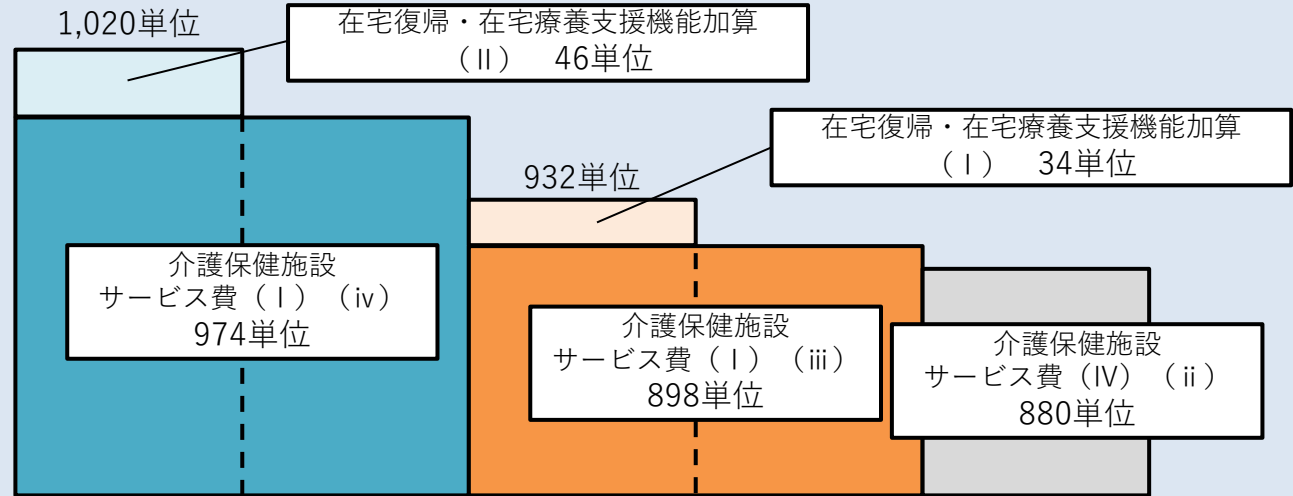 1,020単位
在宅復帰・在宅療養支援機能加算
（Ⅱ）　46単位
在宅復帰・在宅療養支援機能加算
（Ⅰ）　34単位
932単位
介護保健施設
サービス費（Ⅰ）（ⅳ）
974単位
介護保健施設
サービス費（Ⅰ）（ⅲ）
898単位
介護保健施設
サービス費（Ⅳ）（ⅱ）
880単位